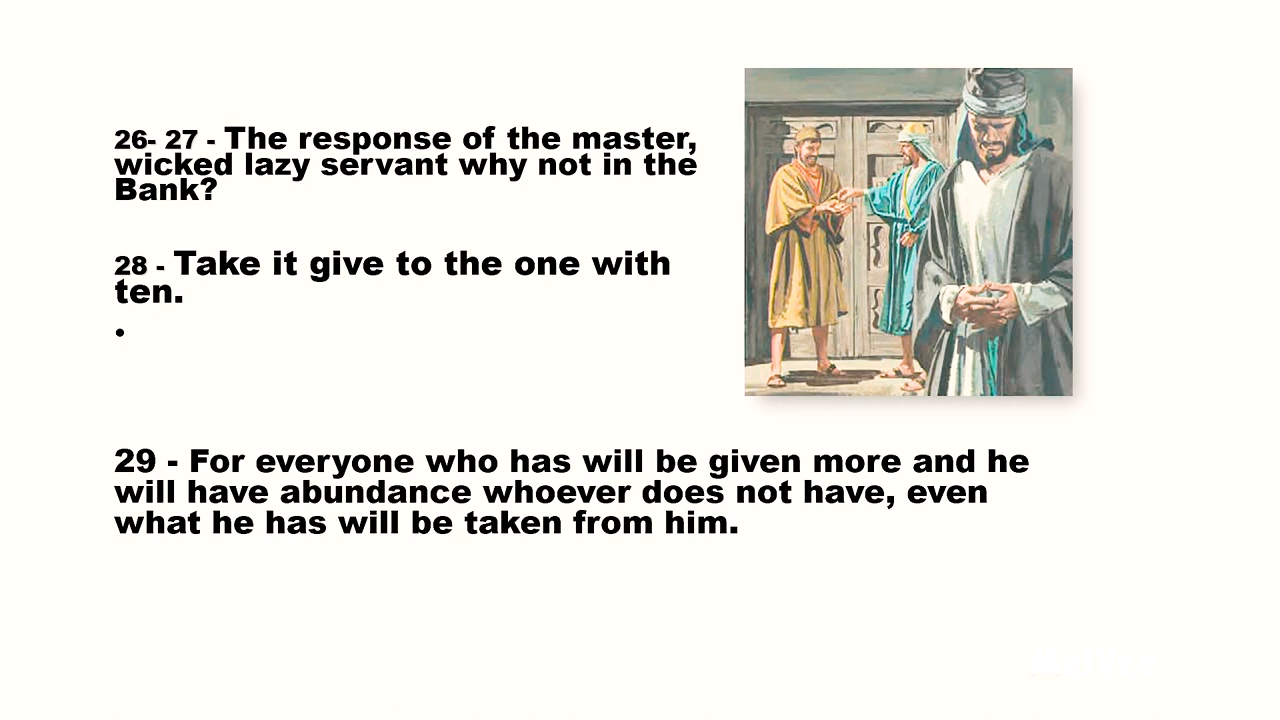 26- 27 - The response of the master,
wicked lazy servant why not in the
Bank?
28 - Take it give to the one with
ten.
•
29 - For everyone who has will be given more and he
will have abundance whoever does not have, even
what he has will be taken from him.